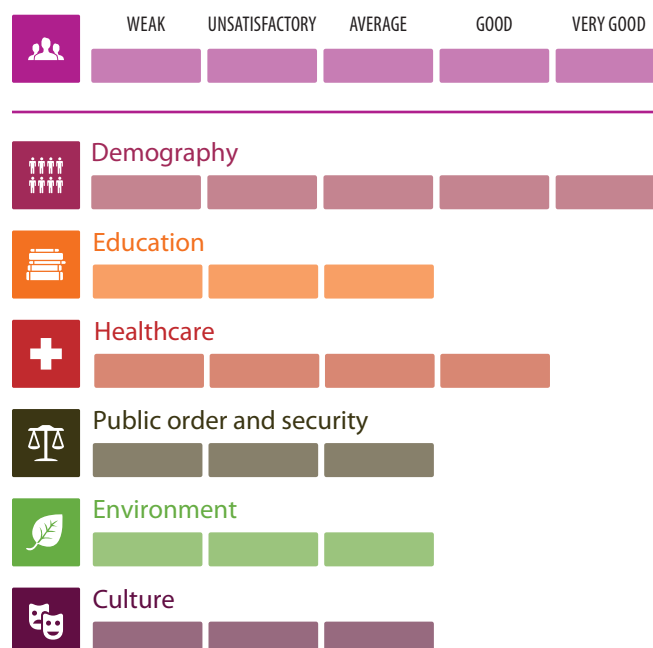 WEAK UNSATISFACTORY AVERAGE GOOD VERY GOOD
Demography
Education
Healthcare
Public order and security
Environment
Culture